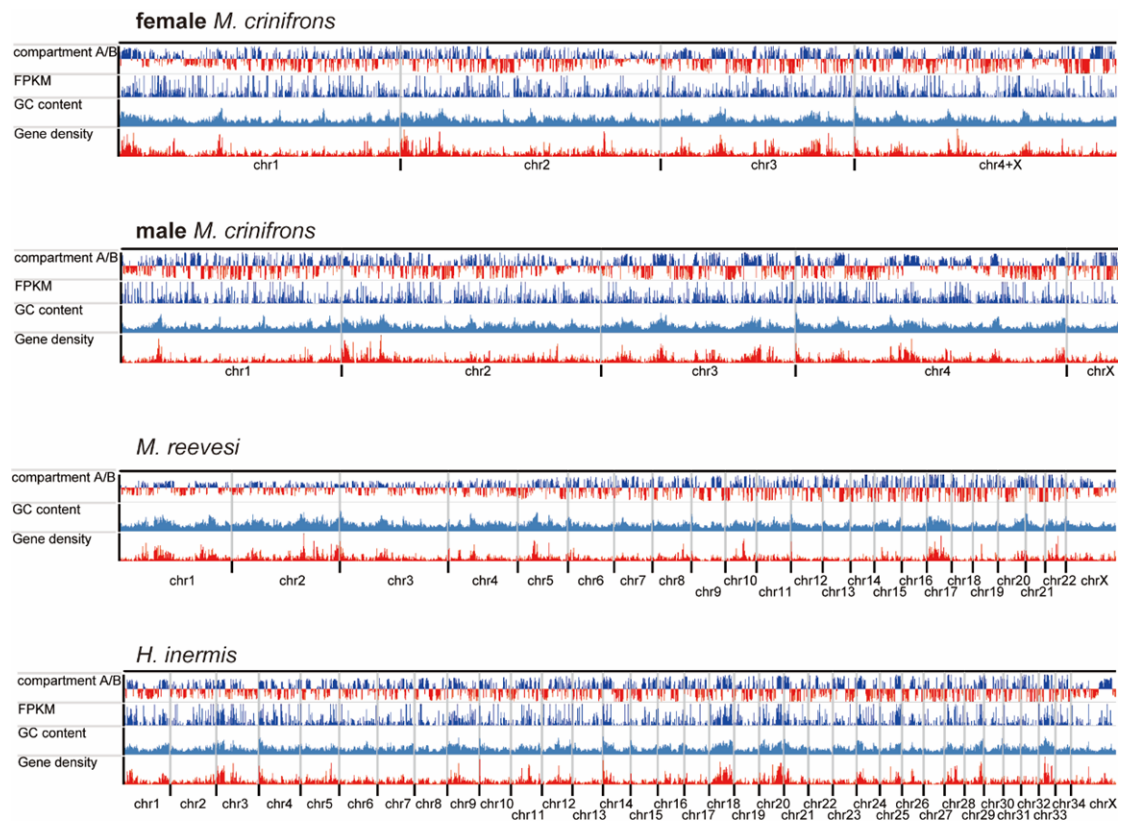 female M. crinifrons
compartment A/B
FPKM
GC content
Gene density
chr1 chr2 chr3 chr4+X
male M. crinifrons
compartment A/B
FPKM
GC content
Gene density
chr1 chr2 chr3 chr4 chrX
M. reevesi
compartment A/B
GC content
Gene density
chr1 chr2 chr3 chr4 chr5 chr6 chr7 chr8 chr10 chr12 chr14 chr16 chr18 chr20 chr22 chrX
chr9 chr11 chr13 chr15 chr17 chr19 chr21
H. inermis
compartment A/B
FPKM
GC content
Gene density
chr1 chr2 chr3 chr4 chr5 chr6 chr7 chr8 chr9 chr10 chr12 chr14 chr16 chr18 chr20 chr22 chr24 chr26 chr28 chr30 chr32 chr34 chrX
chr11 chr13 chr15 chr17 chr19 chr21 chr23 chr25 chr27 chr29 chr31 chr33